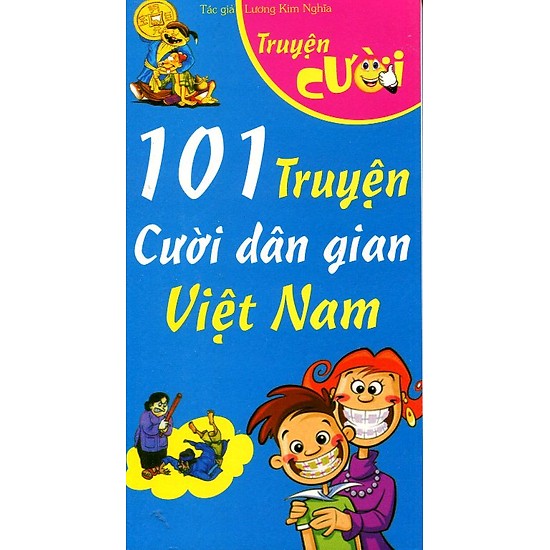 Tác giả Lương Kim Nghĩa
Truyện
cười
101 Truyện
Cười dân gian
Việt Nam